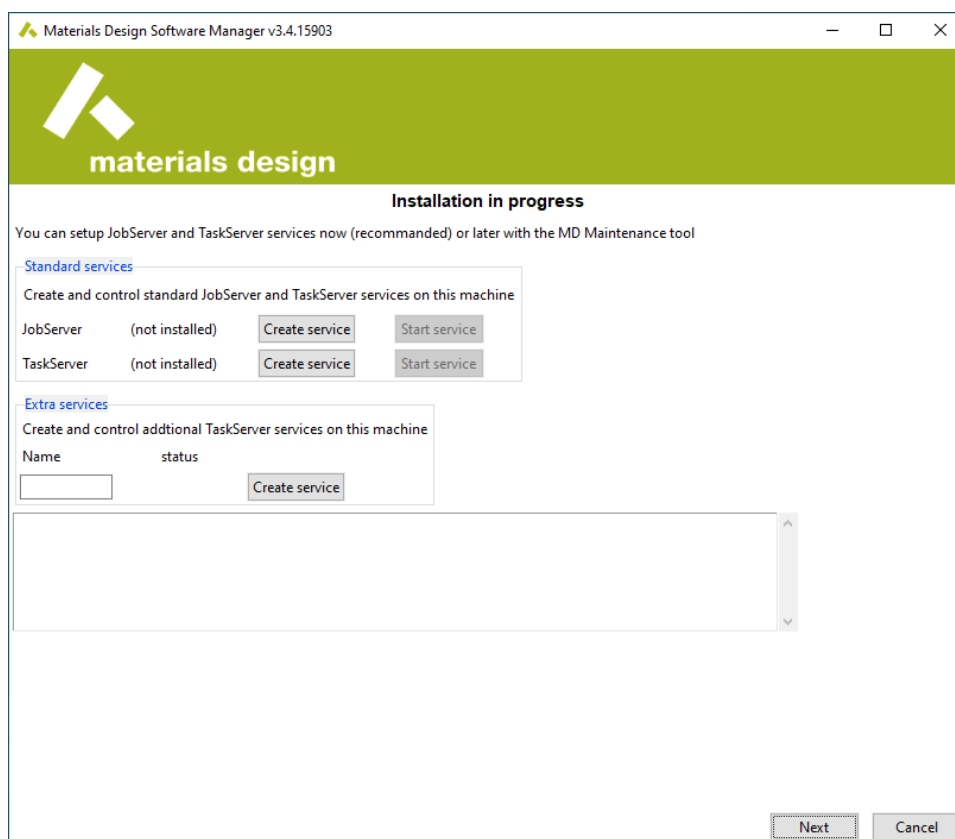 Materials Design Software Manager v3.4.15903
materials design
Installation in progress
You can setup JobServer and TaskServer services now (recommanded) or later with the MD Maintenance tool
Standard services
Create and control standard JobServer and TaskServer services on this machine
JobServer (not installed) Create service Start service
TaskServer (not installed) Create service Start service
Extra services
Create and control addtional TaskServer services on this machine
Name status
Create service
Next Cancel